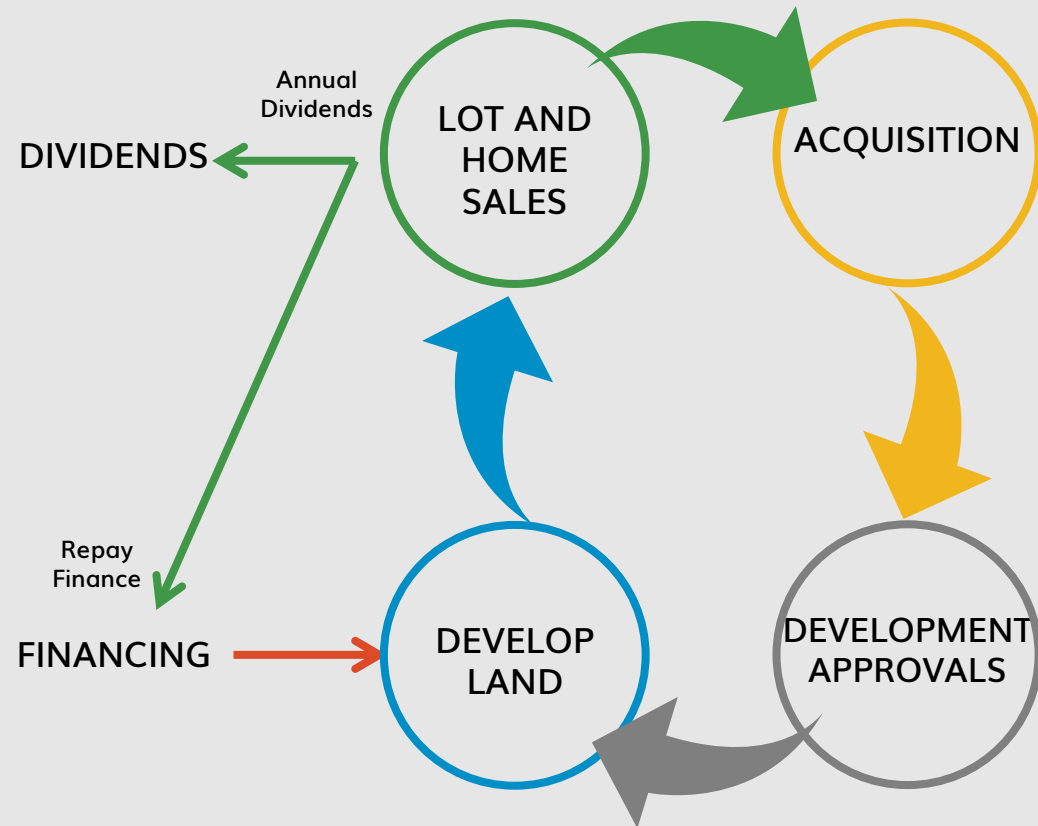 Annual
Dividends
DIVIDENDS
LOT AND
HOME
SALES
ACQUISITION
Repay
Finance
FINANCING
DEVELOP
LAND
DEVELOPMENT
APPROVALS